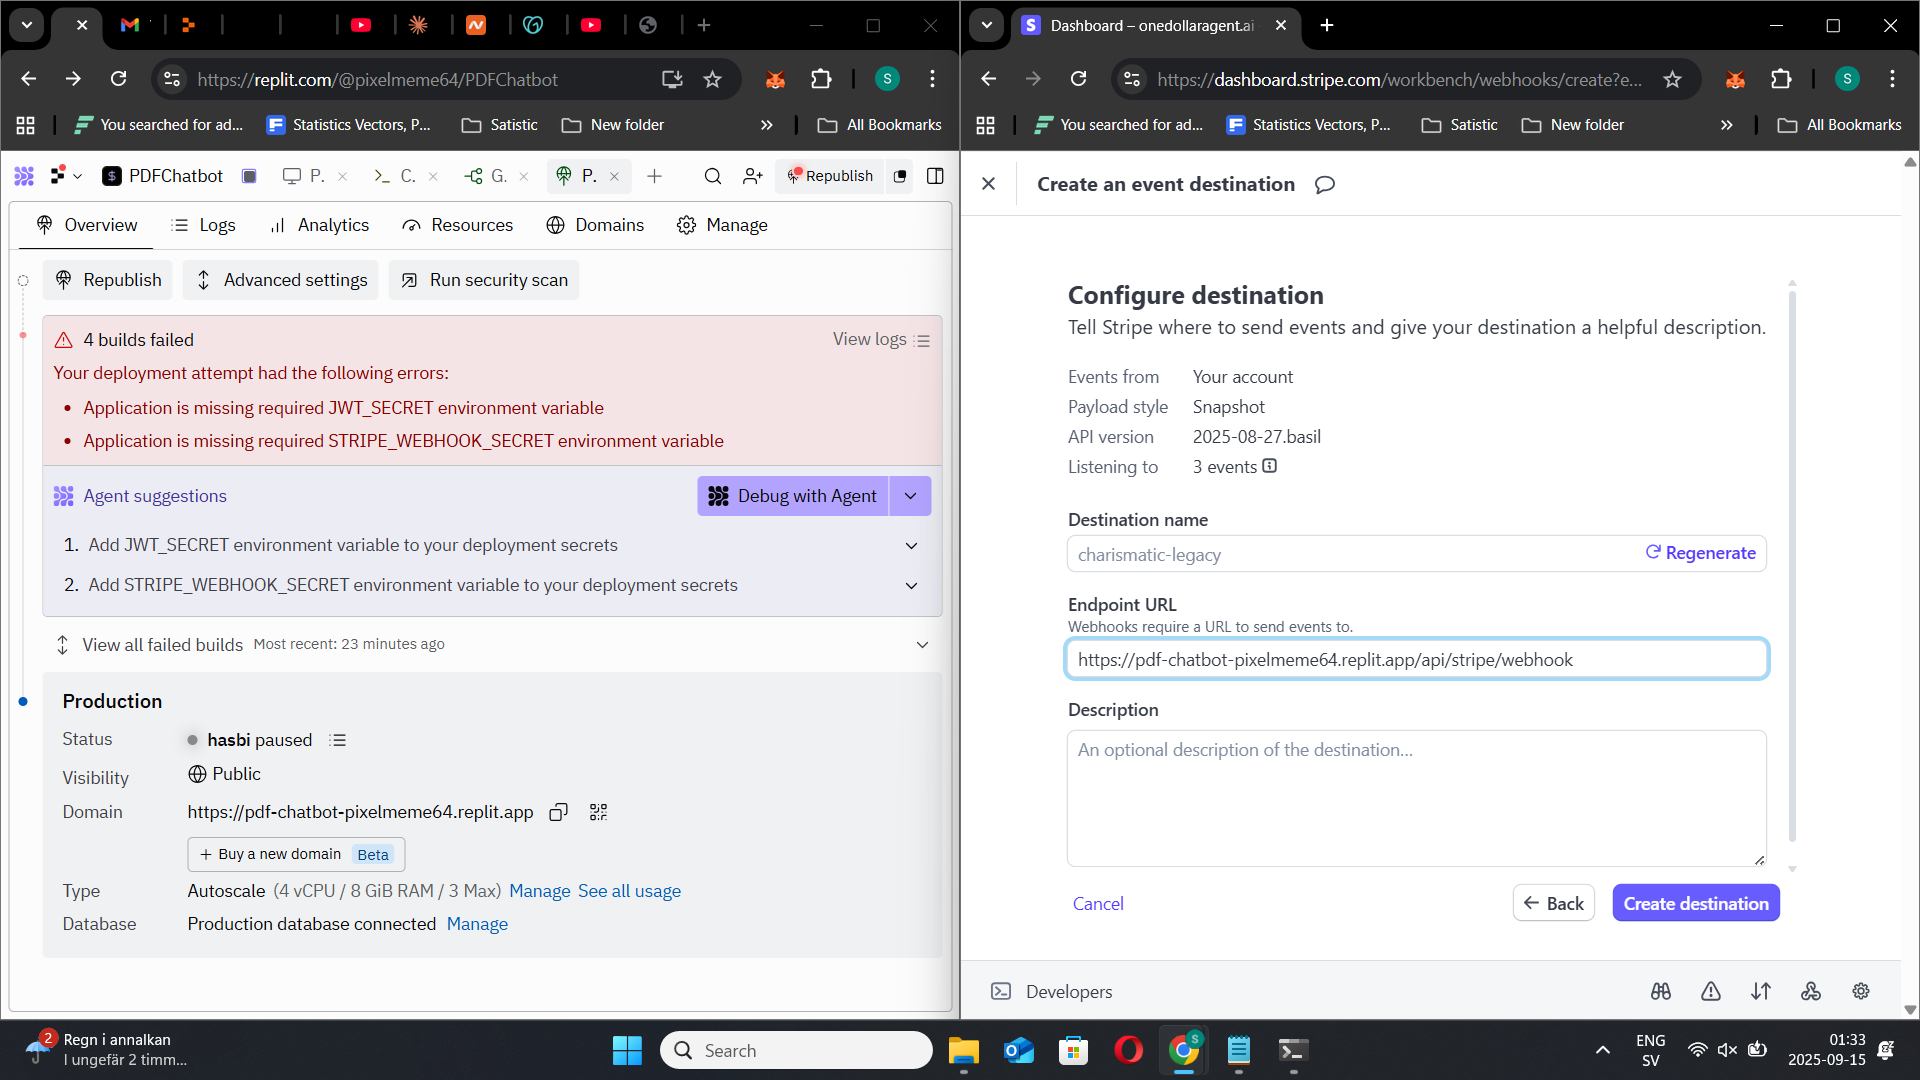 https://replit.com/@pixelmeme64/PDFChatbot
You searched for ad...
Statistics Vectors, P...
Satistic
New folder
»
All Bookmarks
PDFChatbot
P.
C.
G.
P.
Republish
Overview
Logs
Analytics
Resources
Domains
Manage
Republish
Advanced settings
Run security scan
4 builds failed
View logs
Your deployment attempt had the following errors:
• Application is missing required JWT_SECRET environment variable
• Application is missing required STRIPE_WEBHOOK_SECRET environment variable
Agent suggestions
Debug with Agent
1. Add JWT_SECRET environment variable to your deployment secrets
2. Add STRIPE_WEBHOOK_SECRET environment variable to your deployment secrets
View all failed builds Most recent: 23 minutes ago
Production
Status hasbi paused
Visibility Public
Domain https://pdf-chatbot-pixelmeme64.replit.app
+ Buy a new domain Beta
Type Autoscale (4 vCPU / 8 GiB RAM / 3 Max) Manage See all usage
Database Production database connected Manage
S
Dashboard – onedollaragent.ai
https://dashboard.stripe.com/workbench/webhooks/create?e...
S
You searched for ad...
Statistics Vectors, P...
Satistic
New folder
»
All Bookmarks
Create an event destination
Configure destination
Tell Stripe where to send events and give your destination a helpful description.
Events from Your account
Payload style Snapshot
API version 2025-08-27.basil
Listening to 3 events
Destination name
charismatic-legacy
Regenerate
Endpoint URL
Webhooks require a URL to send events to.
https://pdf-chatbot-pixelmeme64.replit.app/api/stripe/webhook
Description
An optional description of the destination...
Cancel
Back
Create destination
Developers
2
Regn i annalkan
I ungefär 2 timm...
Search
ENG
SV
01:33
2025-09-15